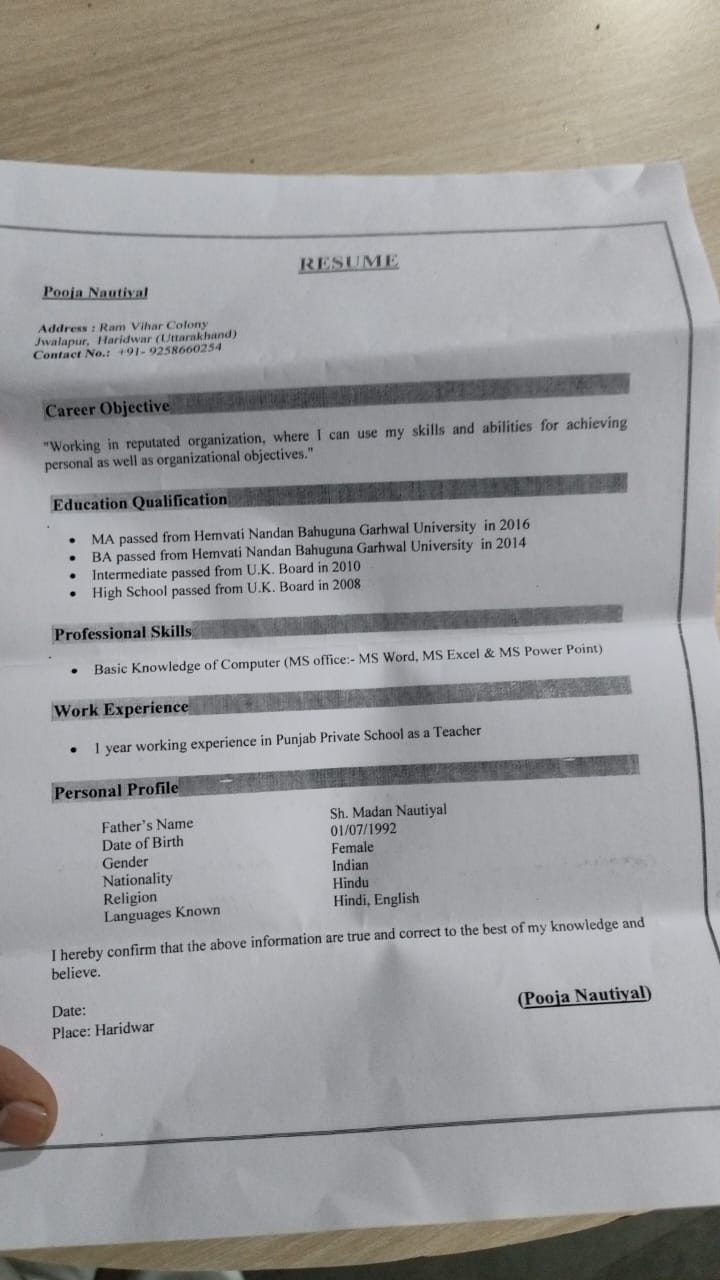 RESUME
Pooja Nautiyal
Address : Ram Vihar Colony
Jwalapur, Haridwar (Uttarakhand)
Contact No.: +91- 9258660254
Career Objective
"Working in reputated organization, where I can use my skills and abilities for achieving
personal as well as organizational objectives."
Education Qualification
• MA passed from Hemvati Nandan Bahuguna Garhwal University in 2016
• BA passed from Hemvati Nandan Bahuguna Garhwal University in 2014
• Intermediate passed from U.K. Board in 2010
• High School passed from U.K. Board in 2008
Professional Skills
• Basic Knowledge of Computer (MS office:- MS Word, MS Excel & MS Power Point)
Work Experience
• 1 year working experience in Punjab Private School as a Teacher
Personal Profile
Father's Name Sh. Madan Nautiyal
Date of Birth 01/07/1992
Gender Female
Nationality Indian
Religion Hindu
Languages Known Hindi, English
I hereby confirm that the above information are true and correct to the best of my knowledge and
believe.
Date:
Place: Haridwar
(Pooja Nautiyal)